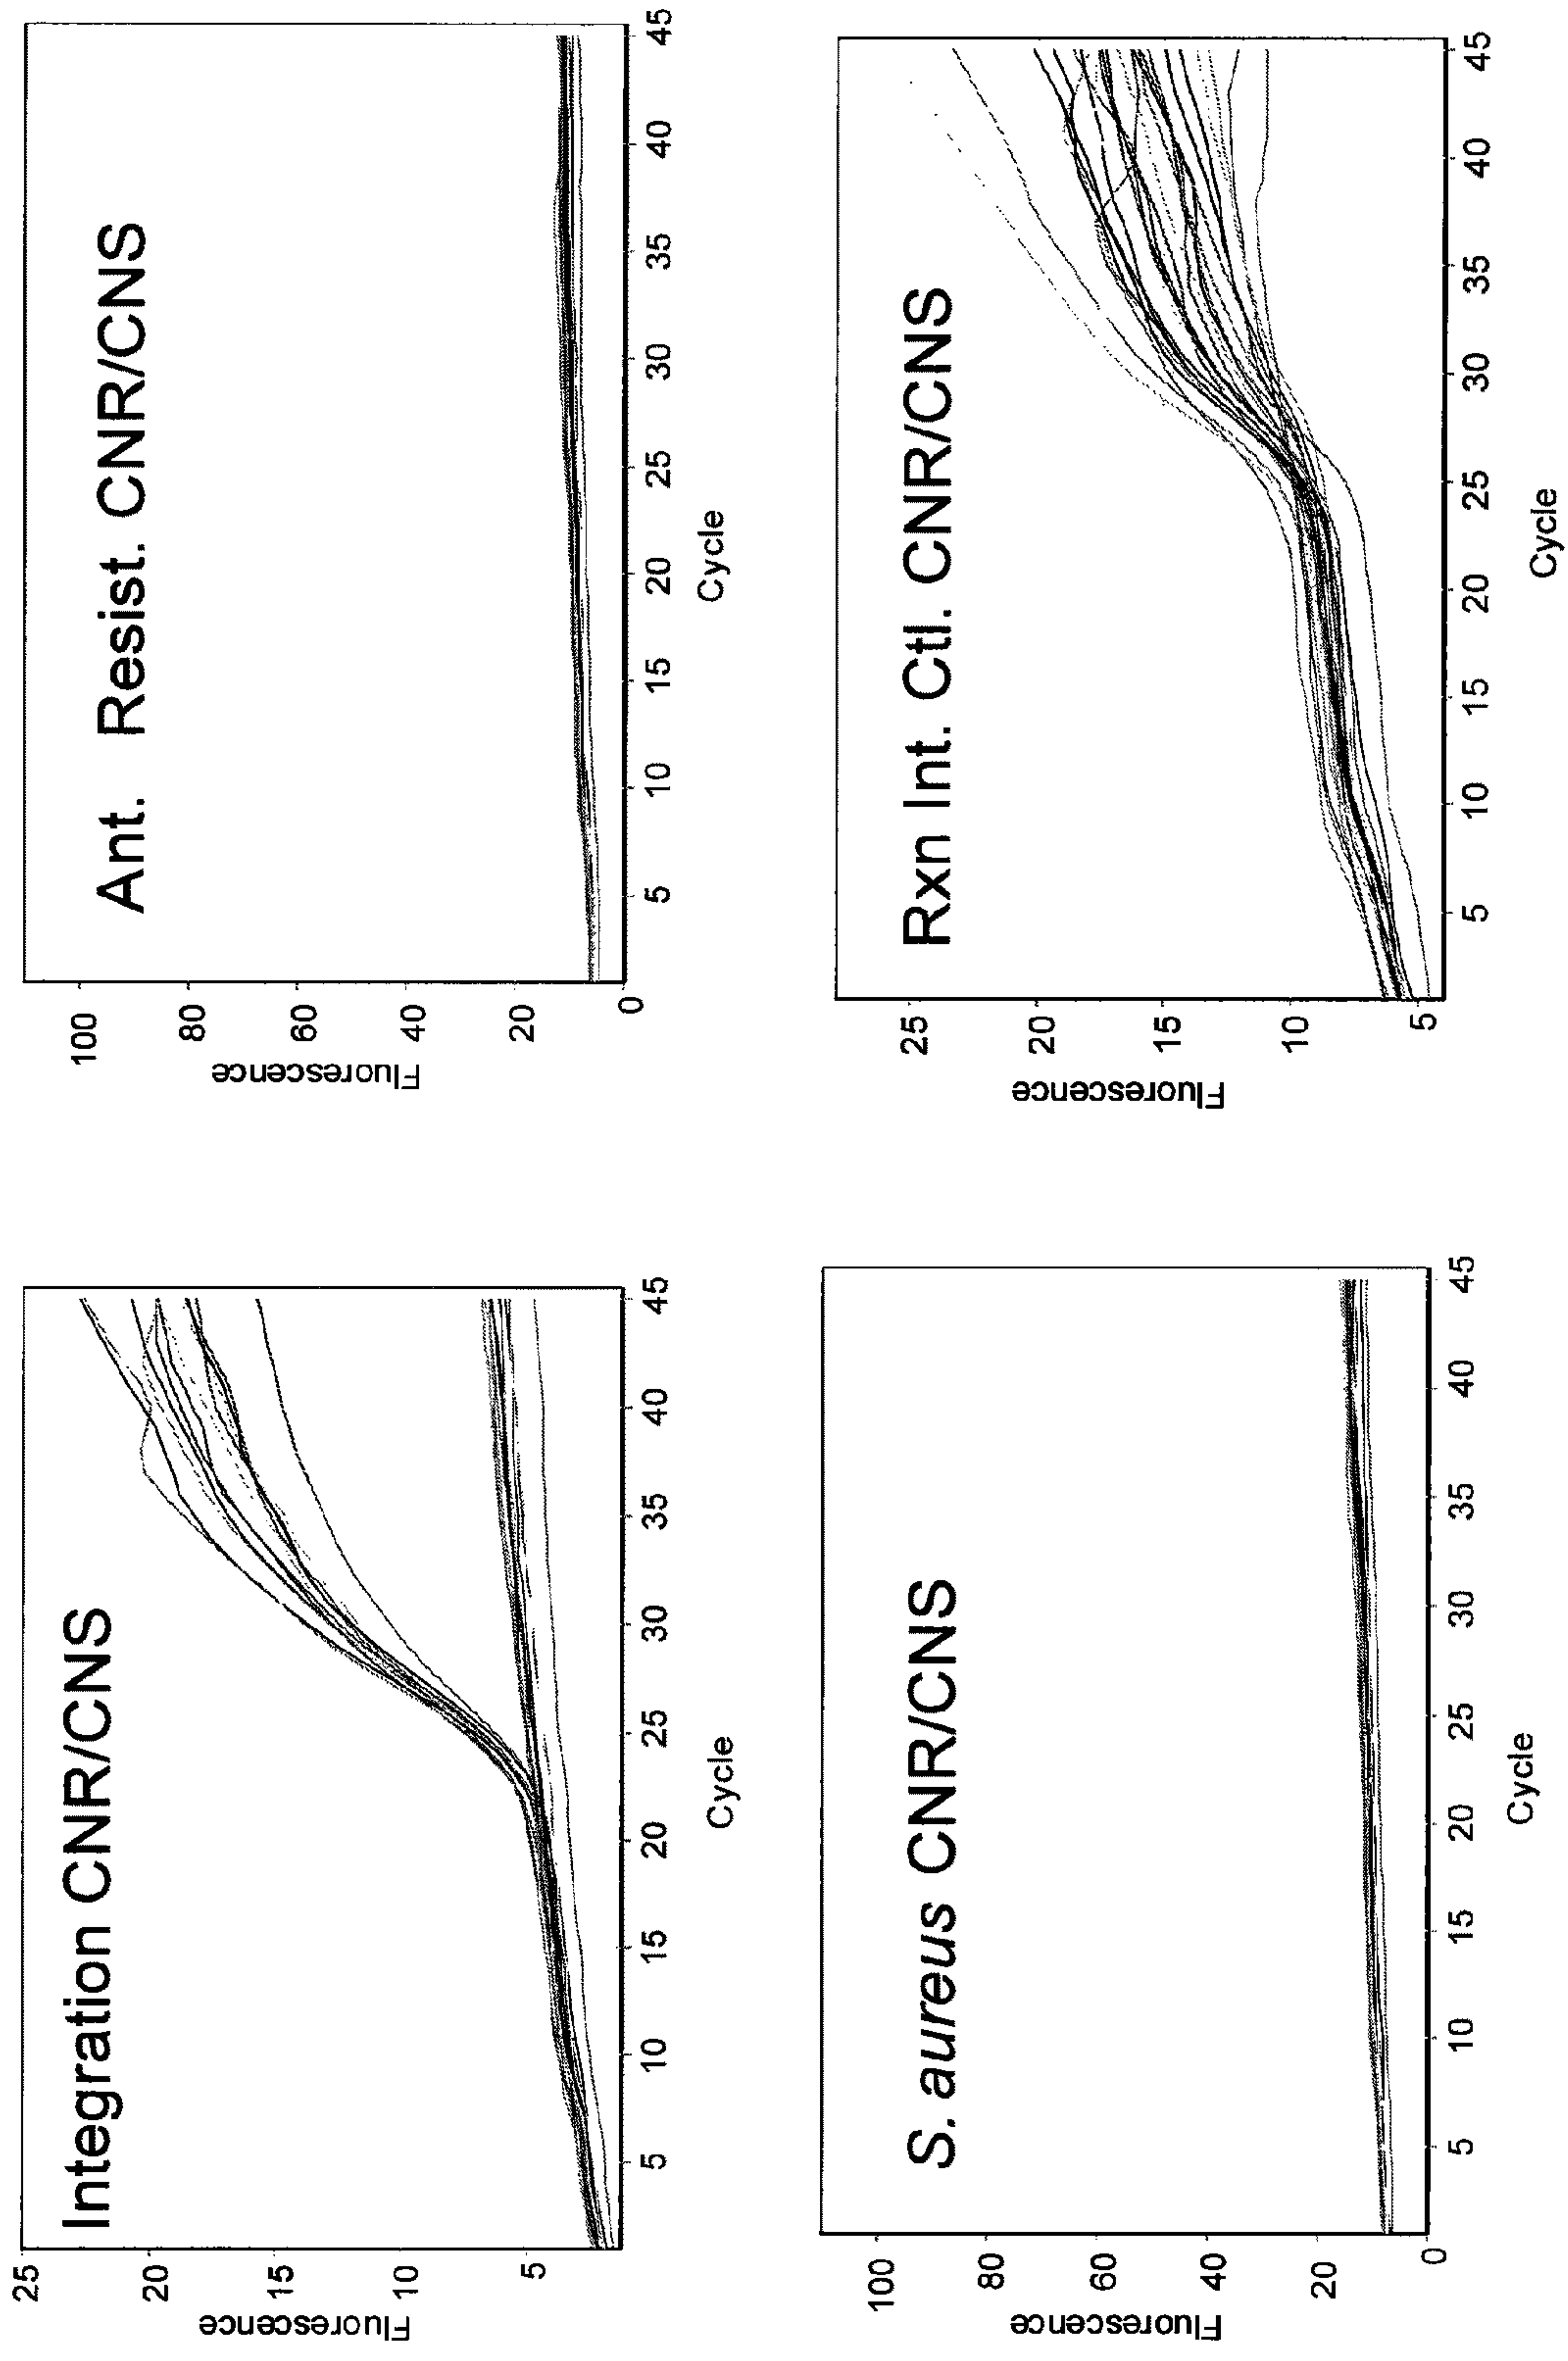 Integration CNR/CNS
Fluorescence
25
20
15
10
5
5 10 15 20 25 30 35 40 45
Cycle
Ant. Resist. CNR/CNS
Fluorescence
100
80
60
40
20
0
5 10 15 20 25 30 35 40 45
Cycle
S. aureus CNR/CNS
Fluorescence
100
80
60
40
20
0
5 10 15 20 25 30 35 40 45
Cycle
Rxn Int. Ctl. CNR/CNS
Fluorescence
25
20
15
10
5
5 10 15 20 25 30 35 40 45
Cycle